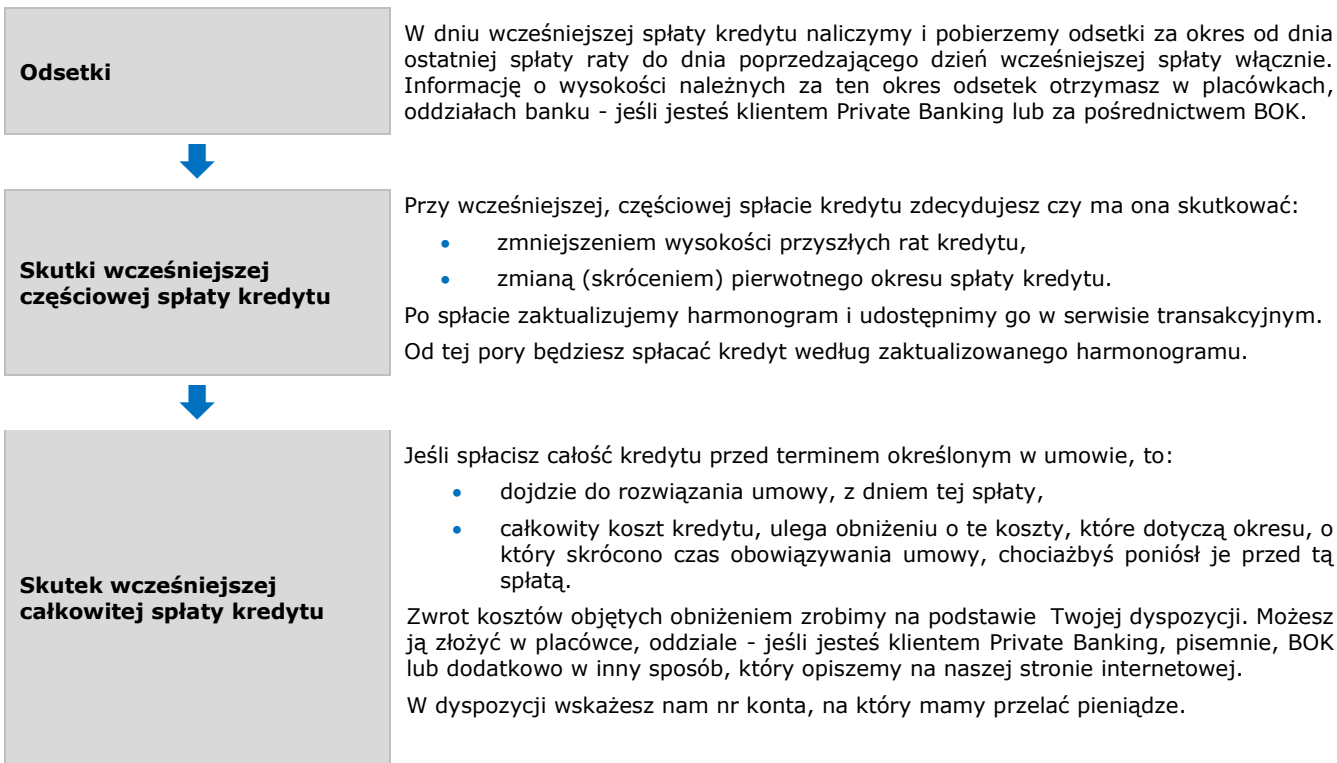 Odsetki
W dniu wcześniejszej spłaty kredytu naliczymy i pobierzemy odsetki za okres od dnia
ostatniej spłaty raty do dnia poprzedzającego dzień wcześniejszej spłaty włącznie.
Informację o wysokości należnych za ten okres odsetek otrzymasz w placówkach,
oddziałach banku - jeśli jesteś klientem Private Banking lub za pośrednictwem BOK.
Skutki wcześniejszej
częściowej spłaty kredytu
Przy wcześniejszej, częściowej spłacie kredytu zdecydujesz czy ma ona skutkować:
• zmniejszeniem wysokości przyszłych rat kredytu,
• zmianą (skróceniem) pierwotnego okresu spłaty kredytu.
Po spłacie zaktualizujemy harmonogram i udostępnimy go w serwisie transakcyjnym.
Od tej pory będziesz spłacać kredyt według zaktualizowanego harmonogramu.
Skutek wcześniejszej
całkowitej spłaty kredytu
Jeśli spłacisz całość kredytu przed terminem określonym w umowie, to:
• dojdzie do rozwiązania umowy, z dniem tej spłaty,
• całkowity koszt kredytu, ulega obniżeniu o te koszty, które dotyczą okresu, o
który skrócono czas obowiązywania umowy, chociażbyś poniósł je przed tą
spłatą.
Zwrot kosztów objętych obniżeniem zrobimy na podstawie Twojej dyspozycji. Możesz
ją złożyć w placówce, oddziale - jeśli jesteś klientem Private Banking, pisemnie, BOK
lub dodatkowo w inny sposób, który opiszemy na naszej stronie internetowej.
W dyspozycji wskażesz nam nr konta, na który mamy przelać pieniądze.